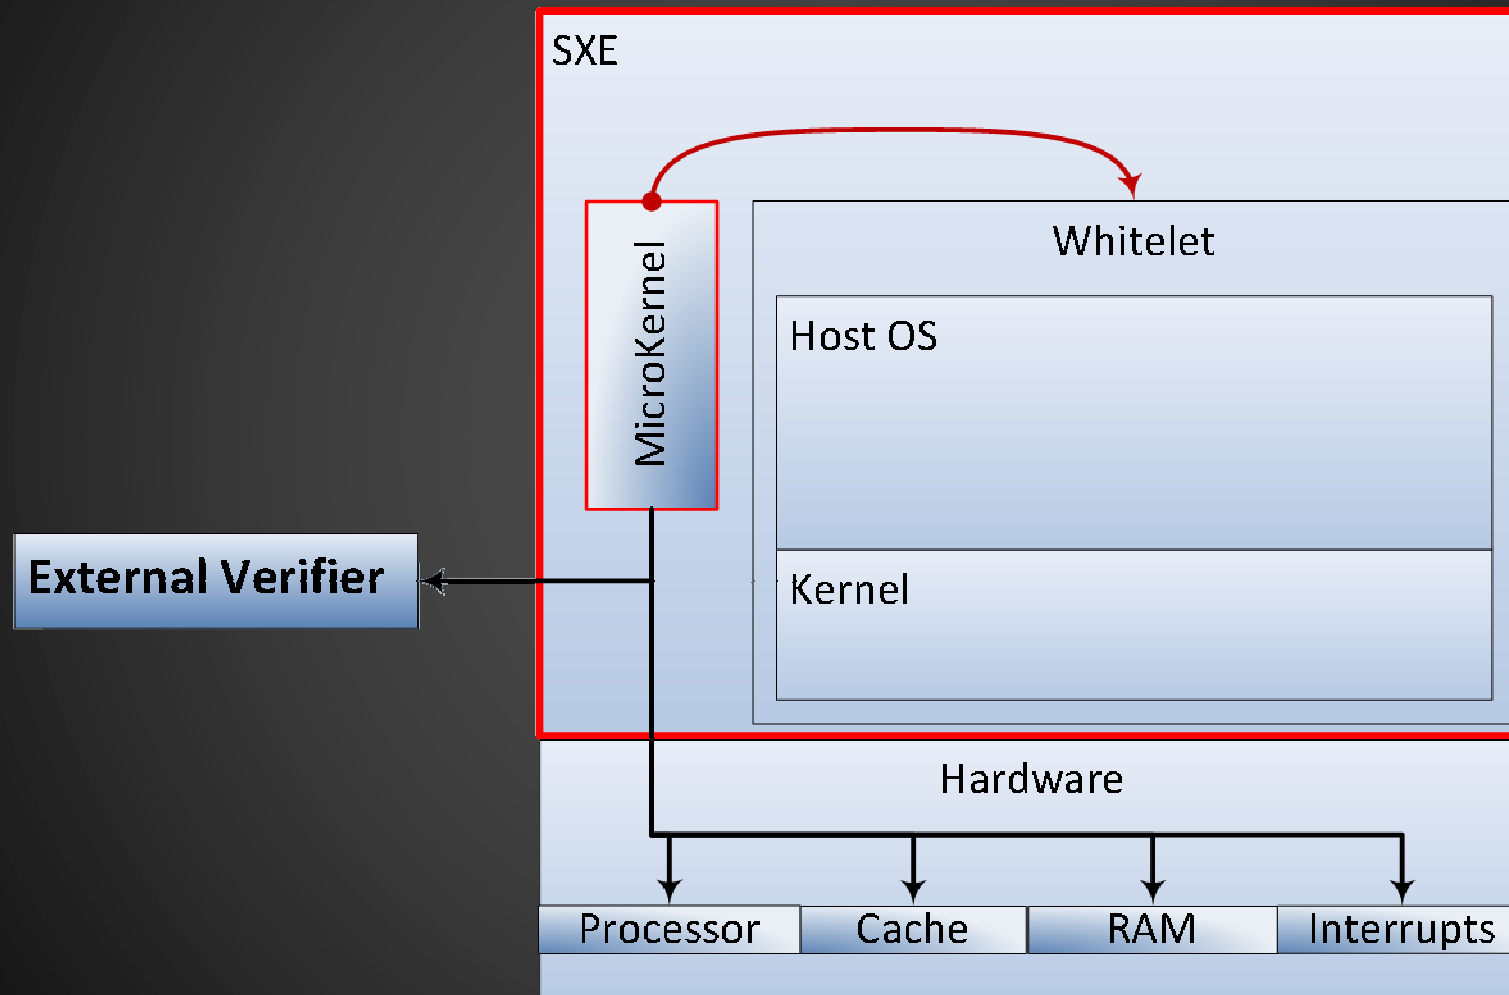 SXE
Whitelet
MicroKernel
Host OS
External Verifier
Kernel
Hardware
Processor
Cache
RAM
Interrupts